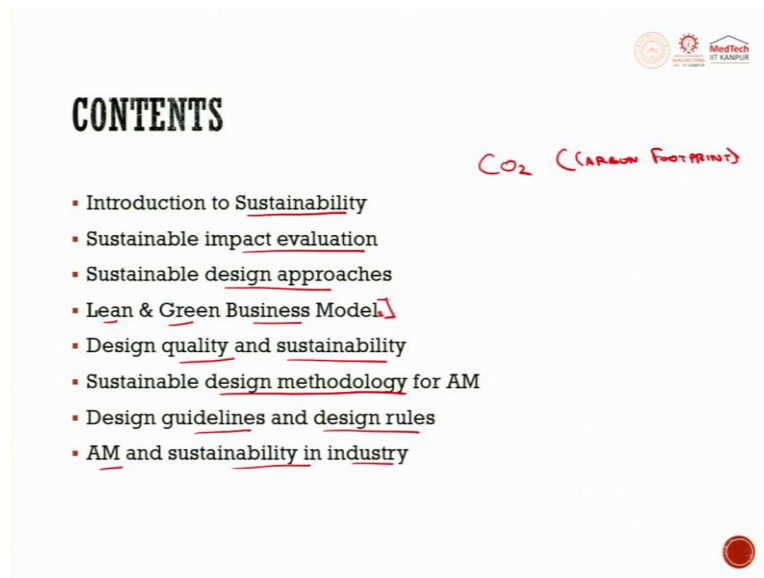 MedTech
IIT KANPUR
CONTENTS
CO2 (CARBON FOOTPRINT)
▪ Introduction to Sustainability
▪ Sustainable impact evaluation
▪ Sustainable design approaches
▪ Lean & Green Business Model.]
▪ Design quality and sustainability
▪ Sustainable design methodology for AM
▪ Design guidelines and design rules
▪ AM and sustainability in industry